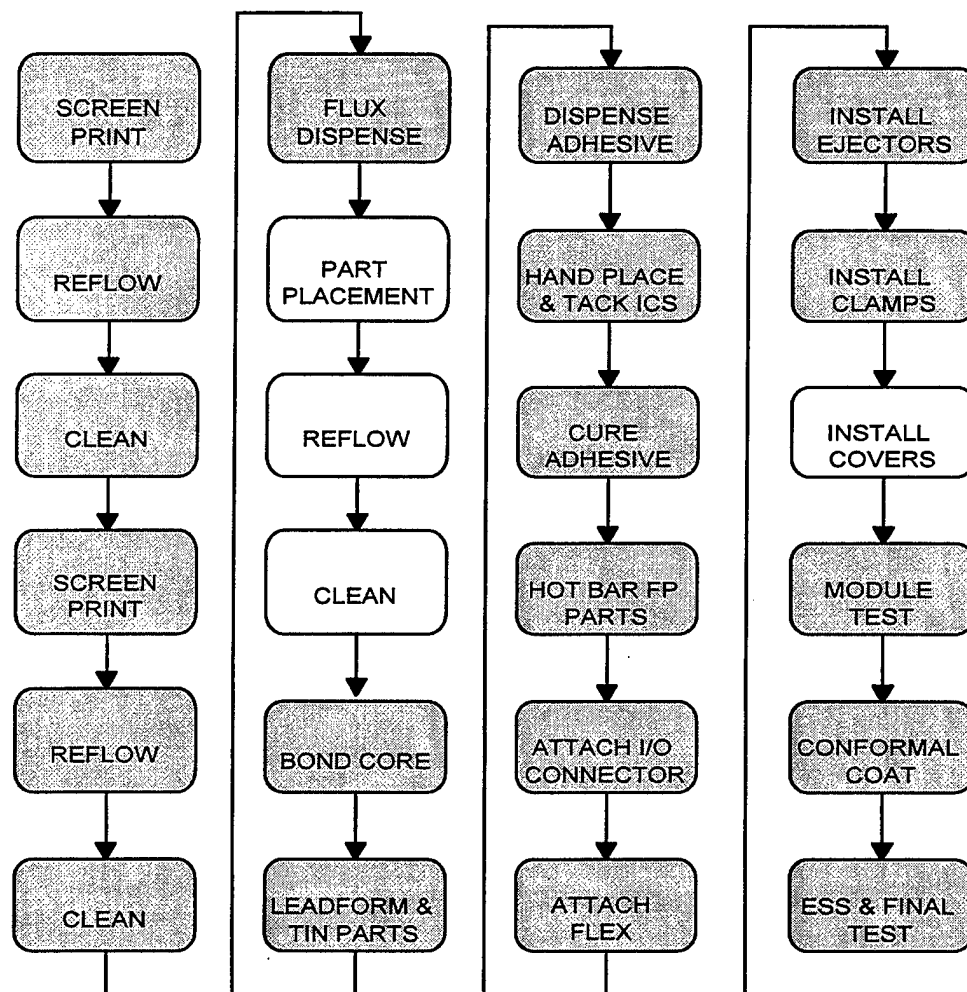 SCREEN
PRINT
REFLOW
CLEAN
SCREEN
PRINT
REFLOW
CLEAN
FLUX
DISPENSE
PART
PLACEMENT
REFLOW
CLEAN
BOND CORE
LEADFORM &
TIN PARTS
DISPENSE
ADHESIVE
HAND PLACE
& TACK ICS
CURE
ADHESIVE
HOT BAR FP
PARTS
ATTACH I/O
CONNECTOR
ATTACH
FLEX
INSTALL
EJECTORS
INSTALL
CLAMPS
INSTALL
COVERS
MODULE
TEST
CONFORMAL
COAT
ESS & FINAL
TEST